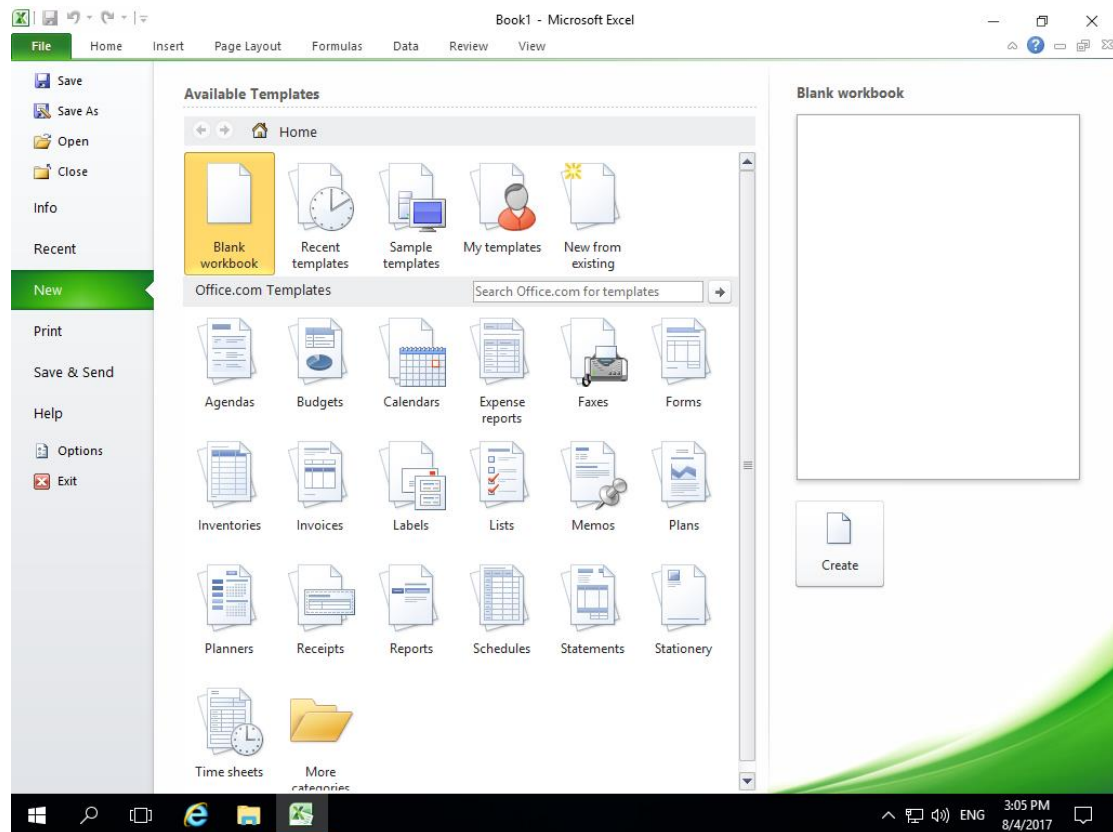 Book1 - Microsoft Excel
File Home Insert Page Layout Formulas Data Review View
Save
Save As
Open
Close
Info
Recent
New
Print
Save & Send
Help
Options
Exit
Available Templates
Home
Blank workbook
Recent templates
Sample templates
My templates
New from existing
Office.com Templates
Search Office.com for templates
Agendas
Budgets
Calendars
Expense reports
Faxes
Forms
Inventories
Invoices
Labels
Lists
Memos
Plans
Planners
Receipts
Reports
Schedules
Statements
Stationery
Time sheets
More categories
Blank workbook
Create
ENG
3:05 PM
8/4/2017